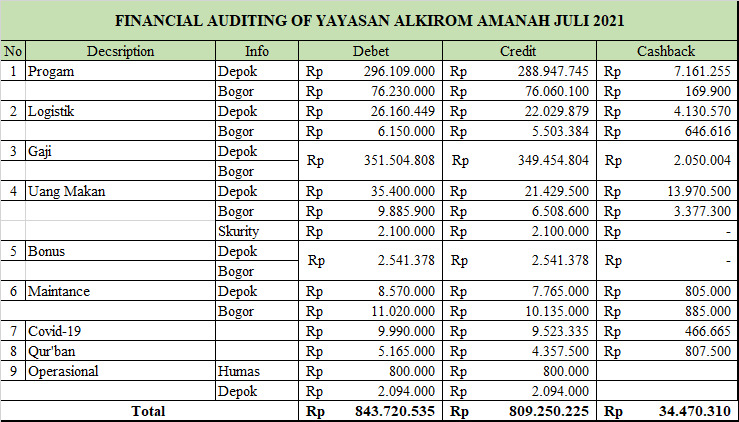 FINANCIAL AUDITING OF YAYASAN ALKIROM AMANAH JULI 2021
No Decsription Info Debet Credit Cashback
1 Progam Depok Rp 296.109.000 Rp 288.947.745 Rp 7.161.255
Bogor Rp 76.230.000 Rp 76.060.100 Rp 169.900
2 Logistik Depok Rp 26.160.449 Rp 22.029.879 Rp 4.130.570
Bogor Rp 6.150.000 Rp 5.503.384 Rp 646.616
3 Gaji Depok Rp 351.504.808 Rp 349.454.804 Rp 2.050.004
Bogor
4 Uang Makan Depok Rp 35.400.000 Rp 21.429.500 Rp 13.970.500
Bogor Rp 9.885.900 Rp 6.508.600 Rp 3.377.300
Skurity Rp 2.100.000 Rp 2.100.000 Rp -
5 Bonus Depok Rp 2.541.378 Rp 2.541.378 Rp -
Bogor
6 Maintance Depok Rp 8.570.000 Rp 7.765.000 Rp 805.000
Bogor Rp 11.020.000 Rp 10.135.000 Rp 885.000
7 Covid-19 Rp 9.990.000 Rp 9.523.335 Rp 466.665
8 Qur'ban Rp 5.165.000 Rp 4.357.500 Rp 807.500
9 Operasional Humas Rp 800.000 Rp 800.000
Depok Rp 2.094.000 Rp 2.094.000
Total Rp 843.720.535 Rp 809.250.225 Rp 34.470.310